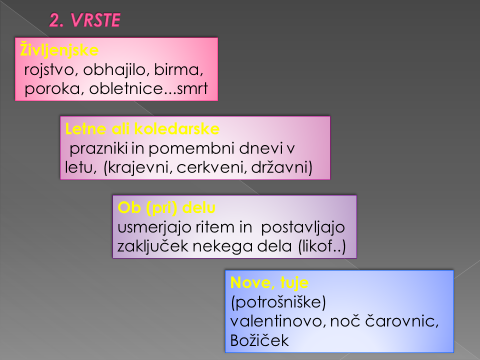 2. VRSTE
Življenjske
rojstvo, obhajilo, birma,
poroka, obletnice...smrt
Letne ali koledarske
prazniki in pomembni dnevi v
letu, (krajevni, cerkveni, državni)
Ob (pri) delu
usmerjajo ritem in postavljajo
zaključek nekega dela (likof..)
Nove, tuje
(potrošniške)
valentinovo, noč čarovnic,
Božiček